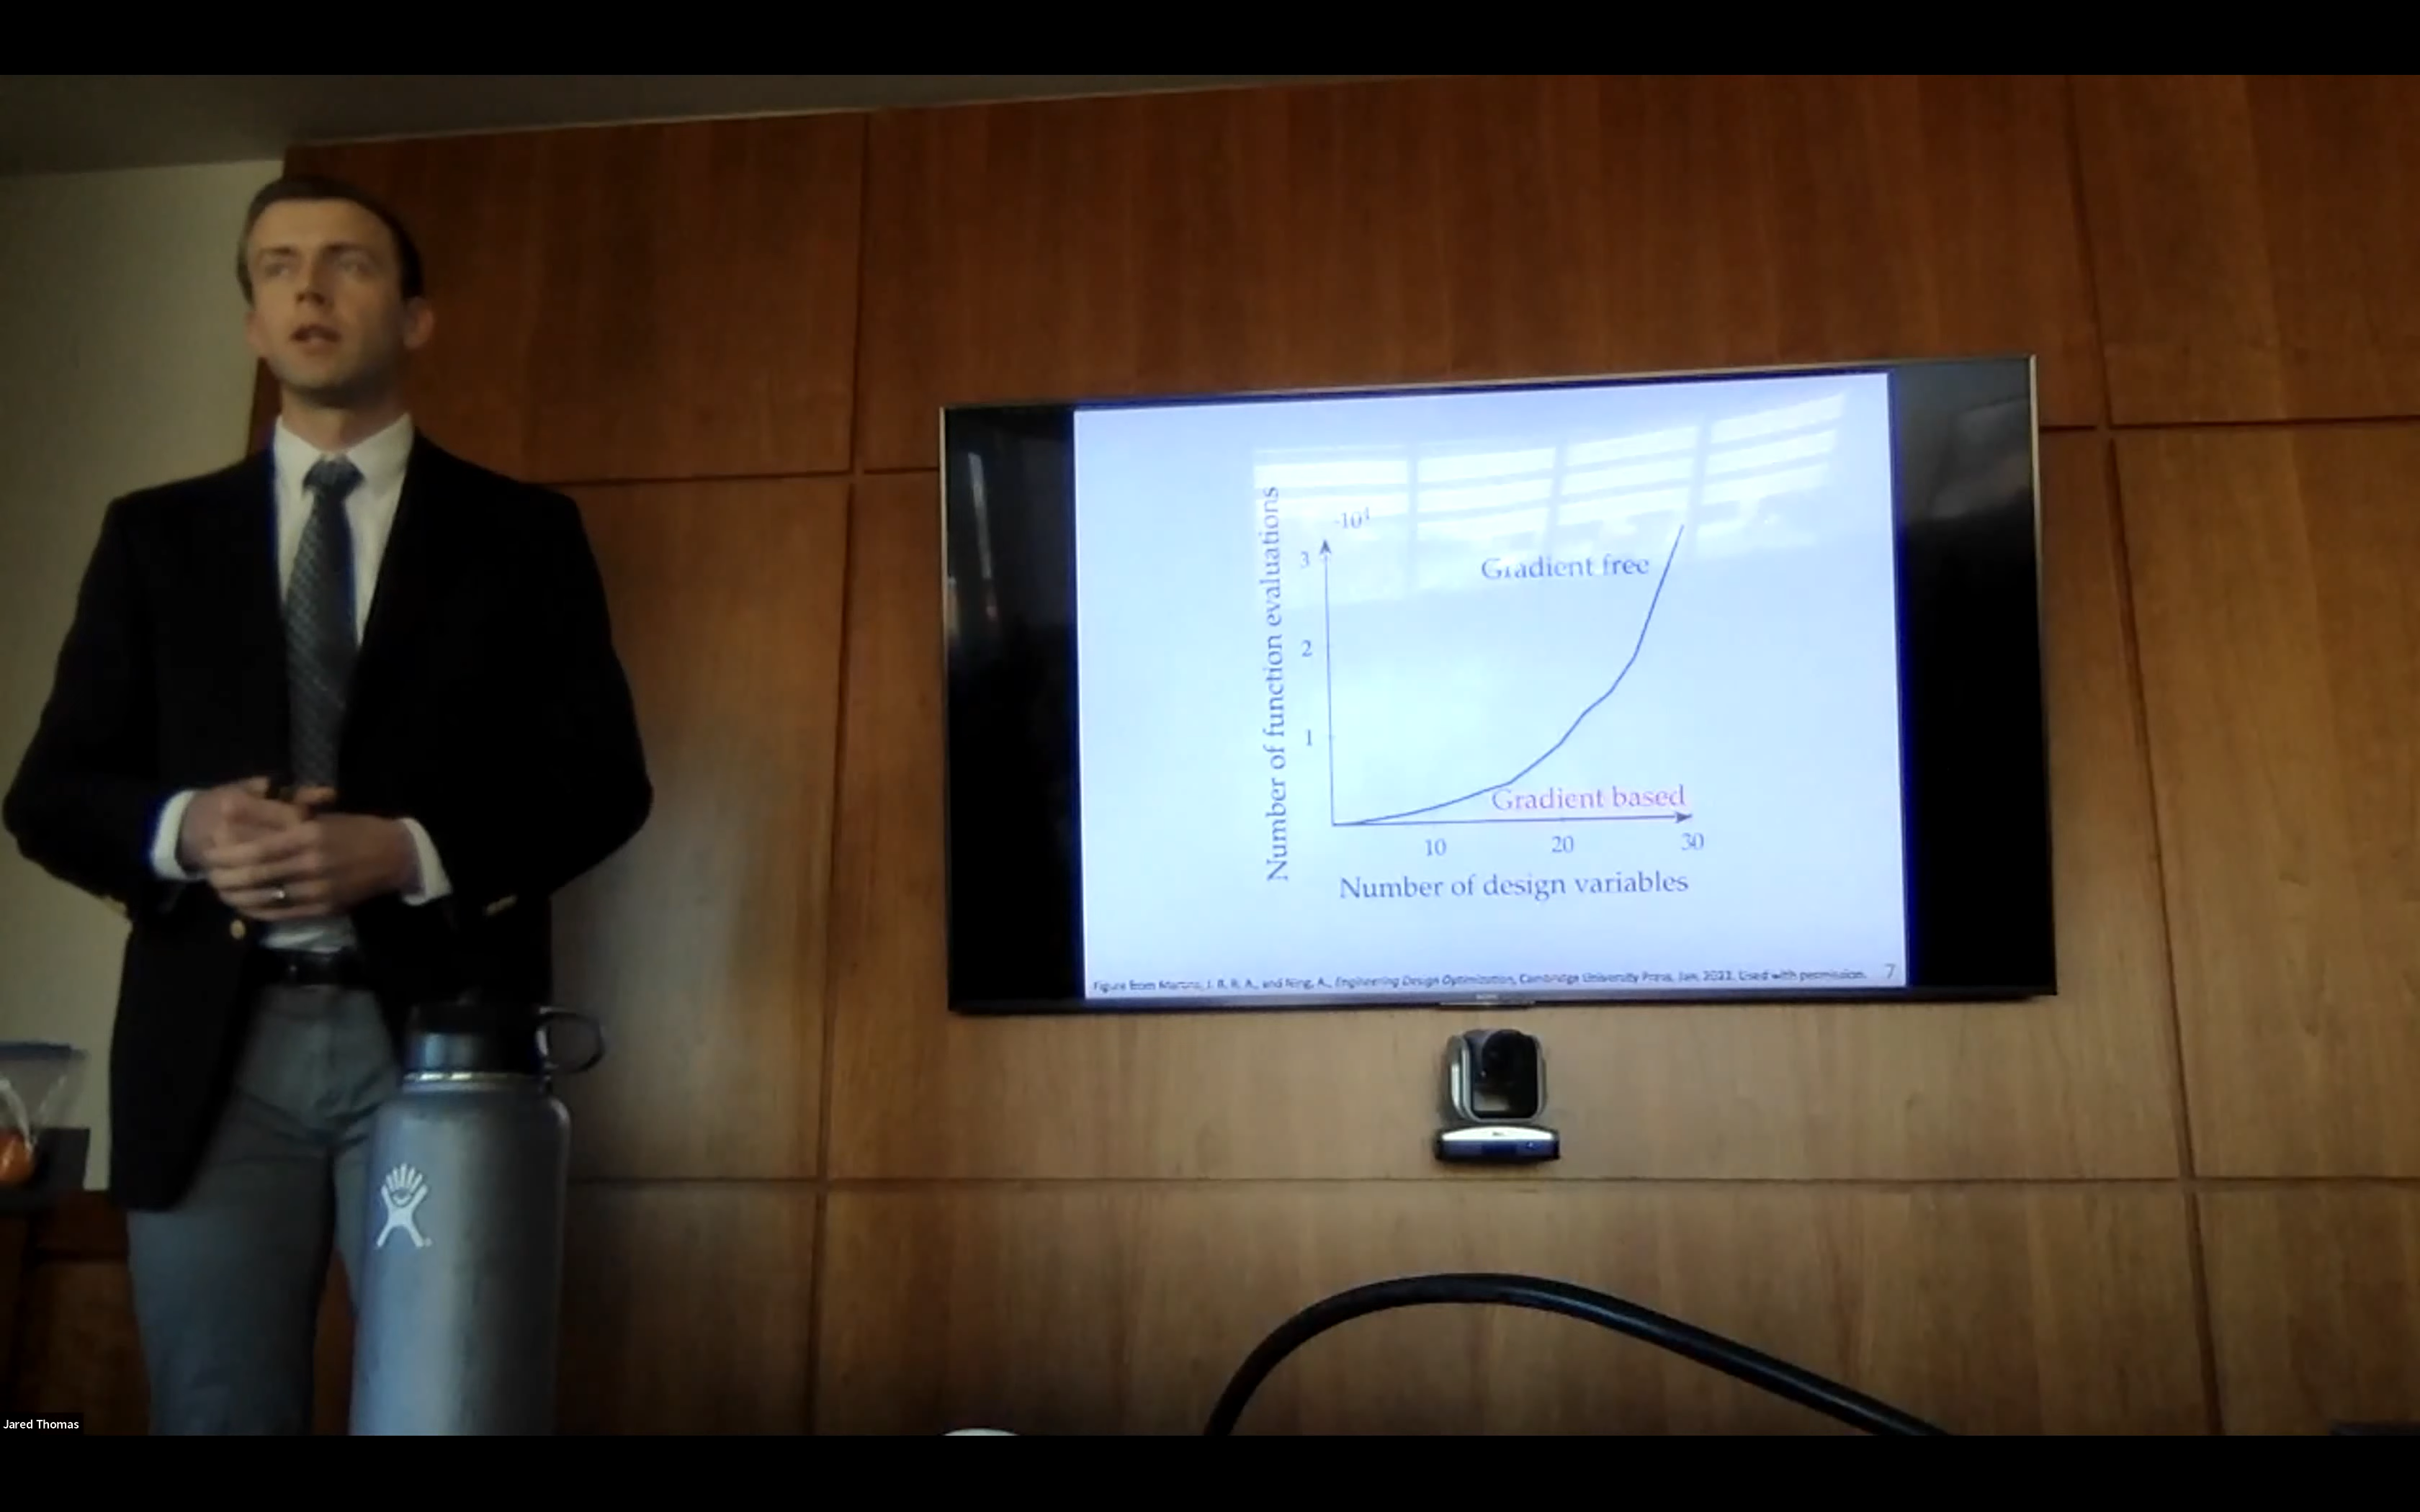 ·10⁴
Number of function evaluations
3
Gradient free
2
1
Gradient based
10 20 30
Number of design variables
Figure from Martins, J. R. R. A., and Ning, A., Engineering Design Optimization, Cambridge University Press, Jan. 2022. Used with permission. 7
Jared Thomas